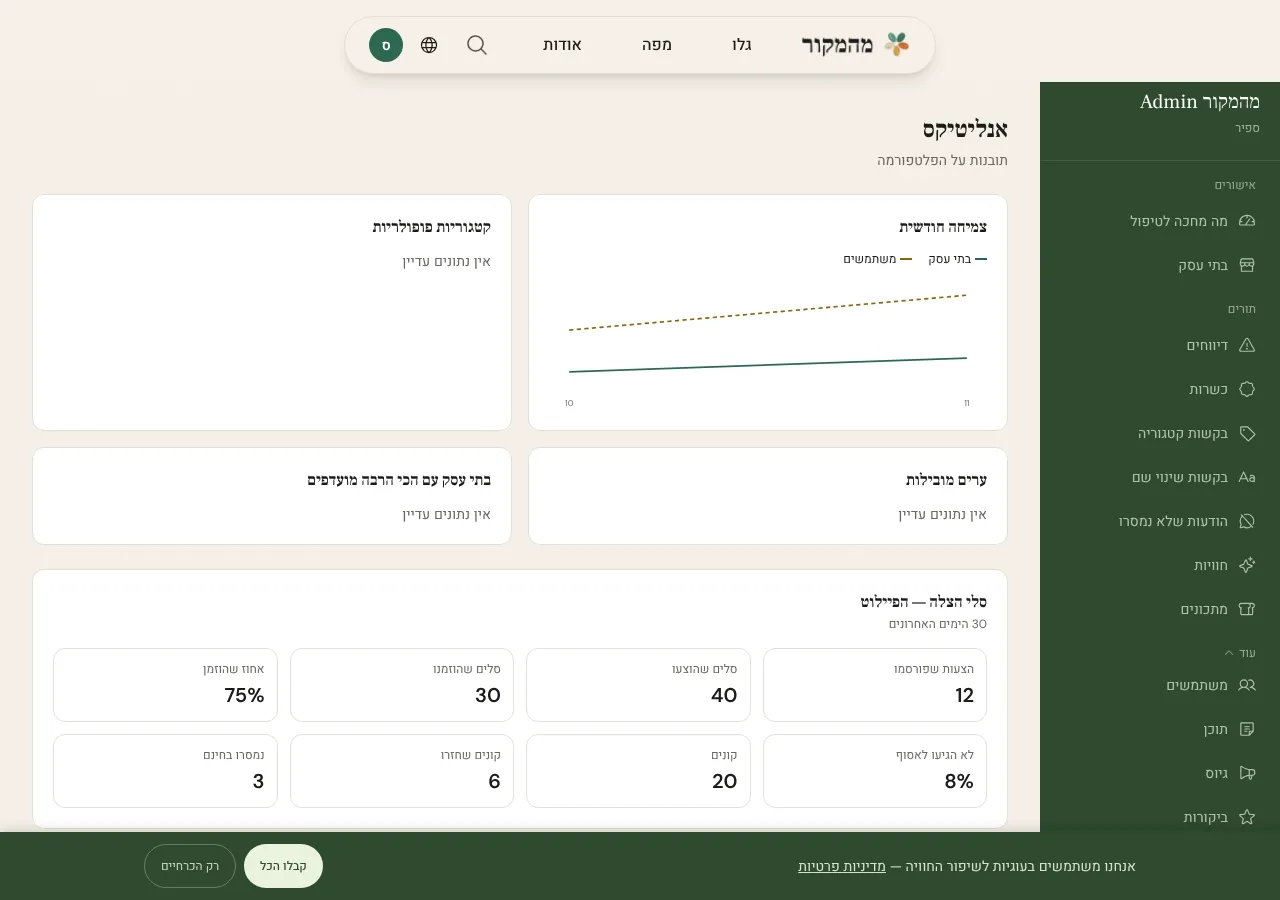 מהמקור
גלו
מפה
אודות
ס
מהמקור Admin
ספיר
אישורים
מה מחכה לטיפול
בתי עסק
תורים
דיווחים
כשרות
בקשות קטגוריה
Aa בקשות שינוי שם
הודעות שלא נמסרו
חוויות
מתכונים
עוד
משתמשים
תוכן
גיוס
ביקורות
אנליטיקס
תובנות על הפלטפורמה
צמיחה חודשית
בתי עסק
משתמשים
10
11
קטגוריות פופולריות
אין נתונים עדיין
ערים מובילות
אין נתונים עדיין
בתי עסק עם הכי הרבה מועדפים
אין נתונים עדיין
סלי הצלה — הפיילוט
30 הימים האחרונים
הצעות שפורסמו
12
סלים שהוצעו
40
סלים שהוזמנו
30
אחוז שהוזמן
75%
לא הגיעו לאסוף
8%
קונים
20
קונים שחזרו
6
נמסרו בחינם
3
אנחנו משתמשים בעוגיות לשיפור החוויה — מדיניות פרטיות
קבלו הכל
רק הכרחיים